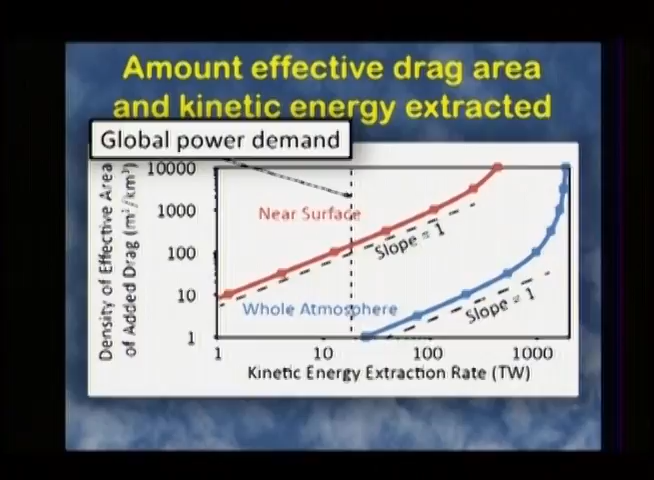 Amount effective drag area
and kinetic energy extracted
Global power demand
Density of Effective Area
of Added Drag (m²/km³)
10000
1000
100
10
1
Near Surface
Slope = 1
Whole Atmosphere
Slope = 1
1 10 100 1000
Kinetic Energy Extraction Rate (TW)